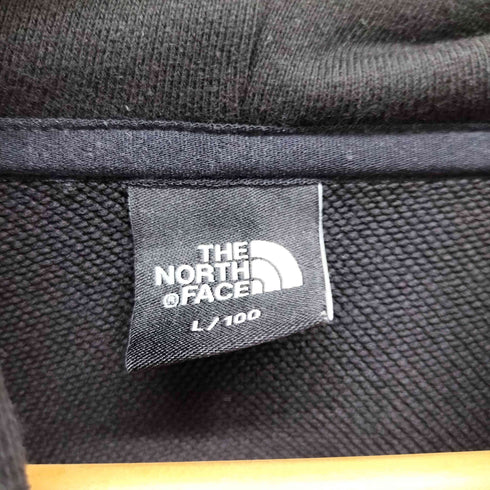 THE
NORTH
® FACE
L/100